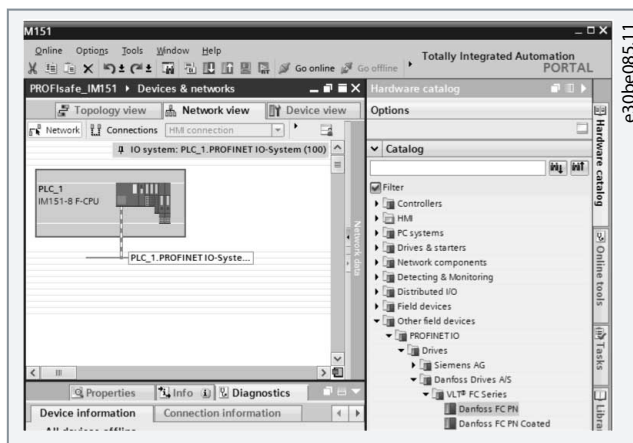 M151
Online Options Tools Window Help
Totally Integrated Automation
PORTAL
Go online Go offline
PROFIsafe_IM151 Devices & networks
Topology view Network view Device view
Network Connections HMI connection
IO system: PLC_1.PROFINET IO-System (100)
PLC_1
IM151-8 F-CPU
PLC_1.PROFINET IO-Syste...
Network data
Properties Info Diagnostics
Device information Connection information
All devices offline
Hardware catalog
Options
Catalog
Filter
Controllers
HMI
PC systems
Drives & starters
Network components
Detecting & Monitoring
Distributed I/O
Field devices
Other field devices
PROFINET IO
Drives
Siemens AG
Danfoss Drives A/S
VLT® FC Series
Danfoss FC PN
Danfoss FC PN Coated
Hardware catalog
Online tools
Tasks
Libra
e30be085.11